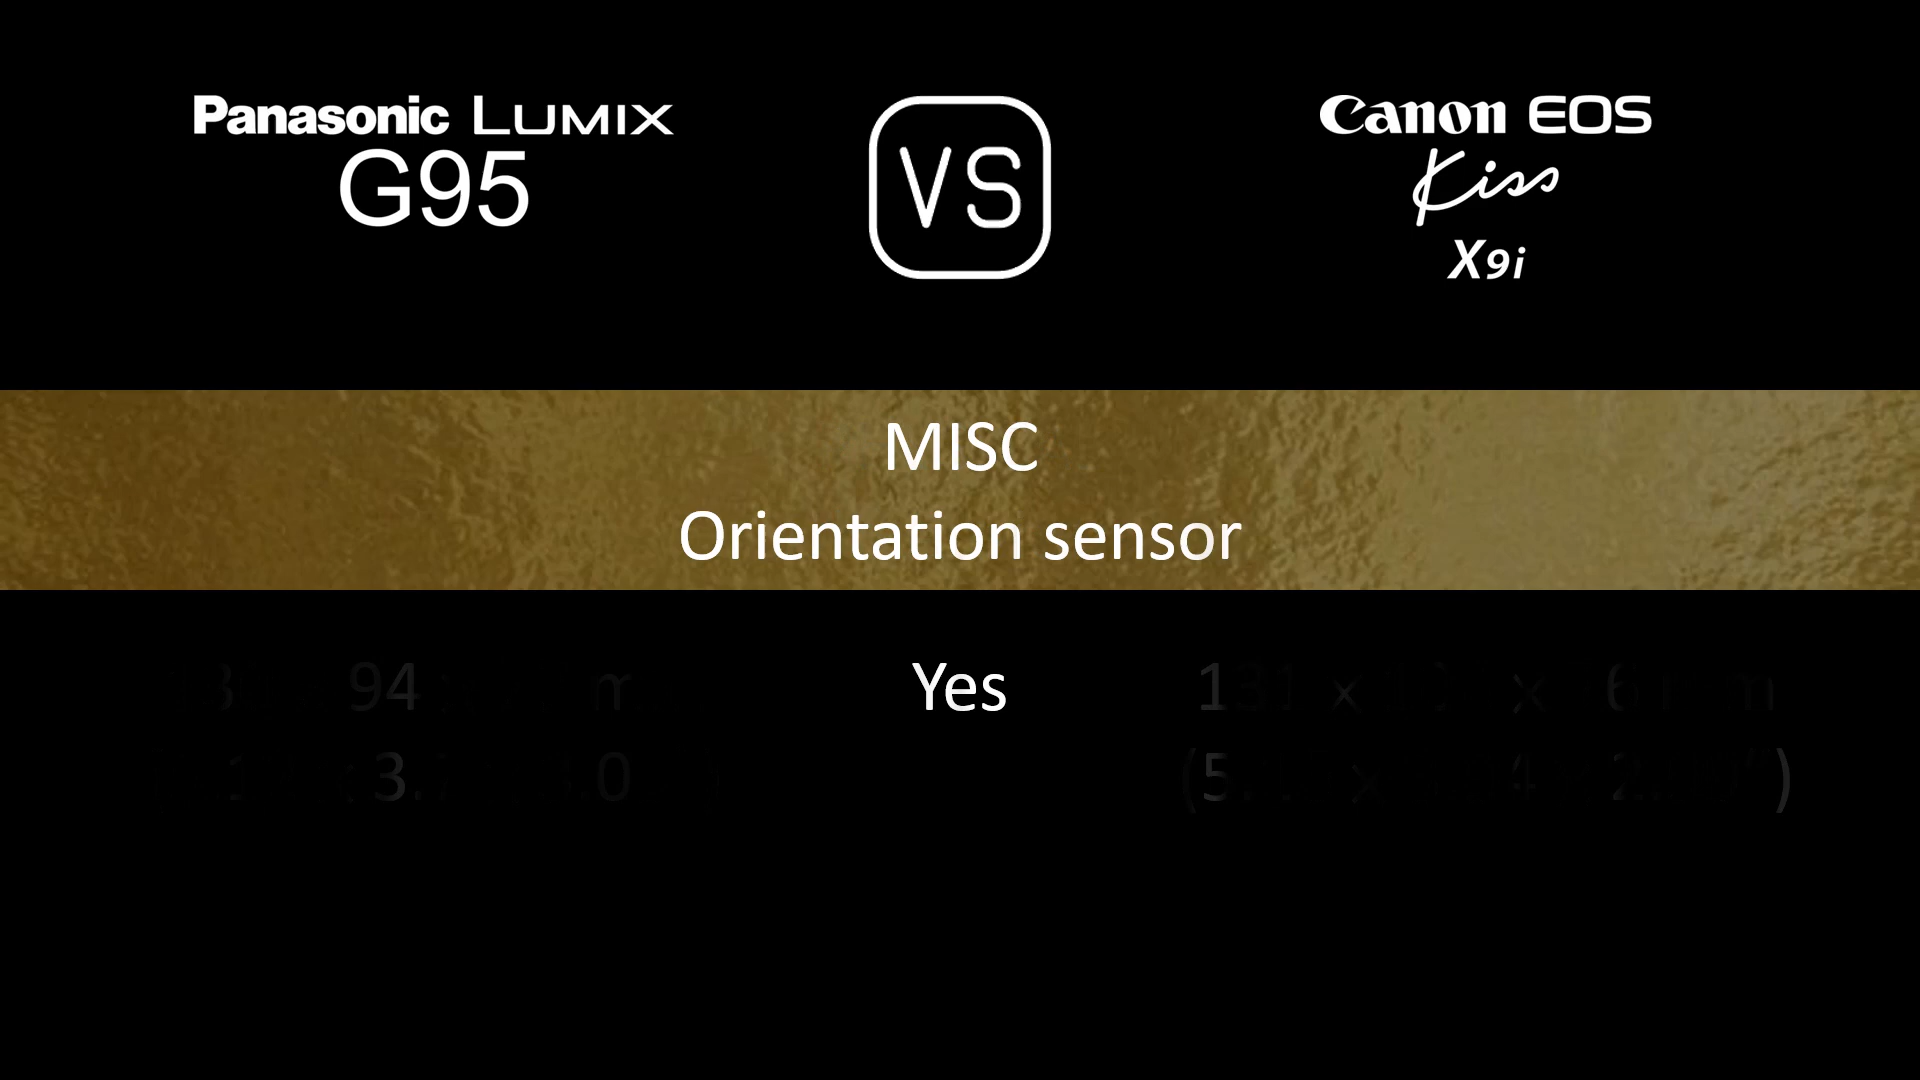 Panasonic LUMIX
G95
VS
Canon EOS
Kiss
X9i
MISC
Orientation sensor
Yes